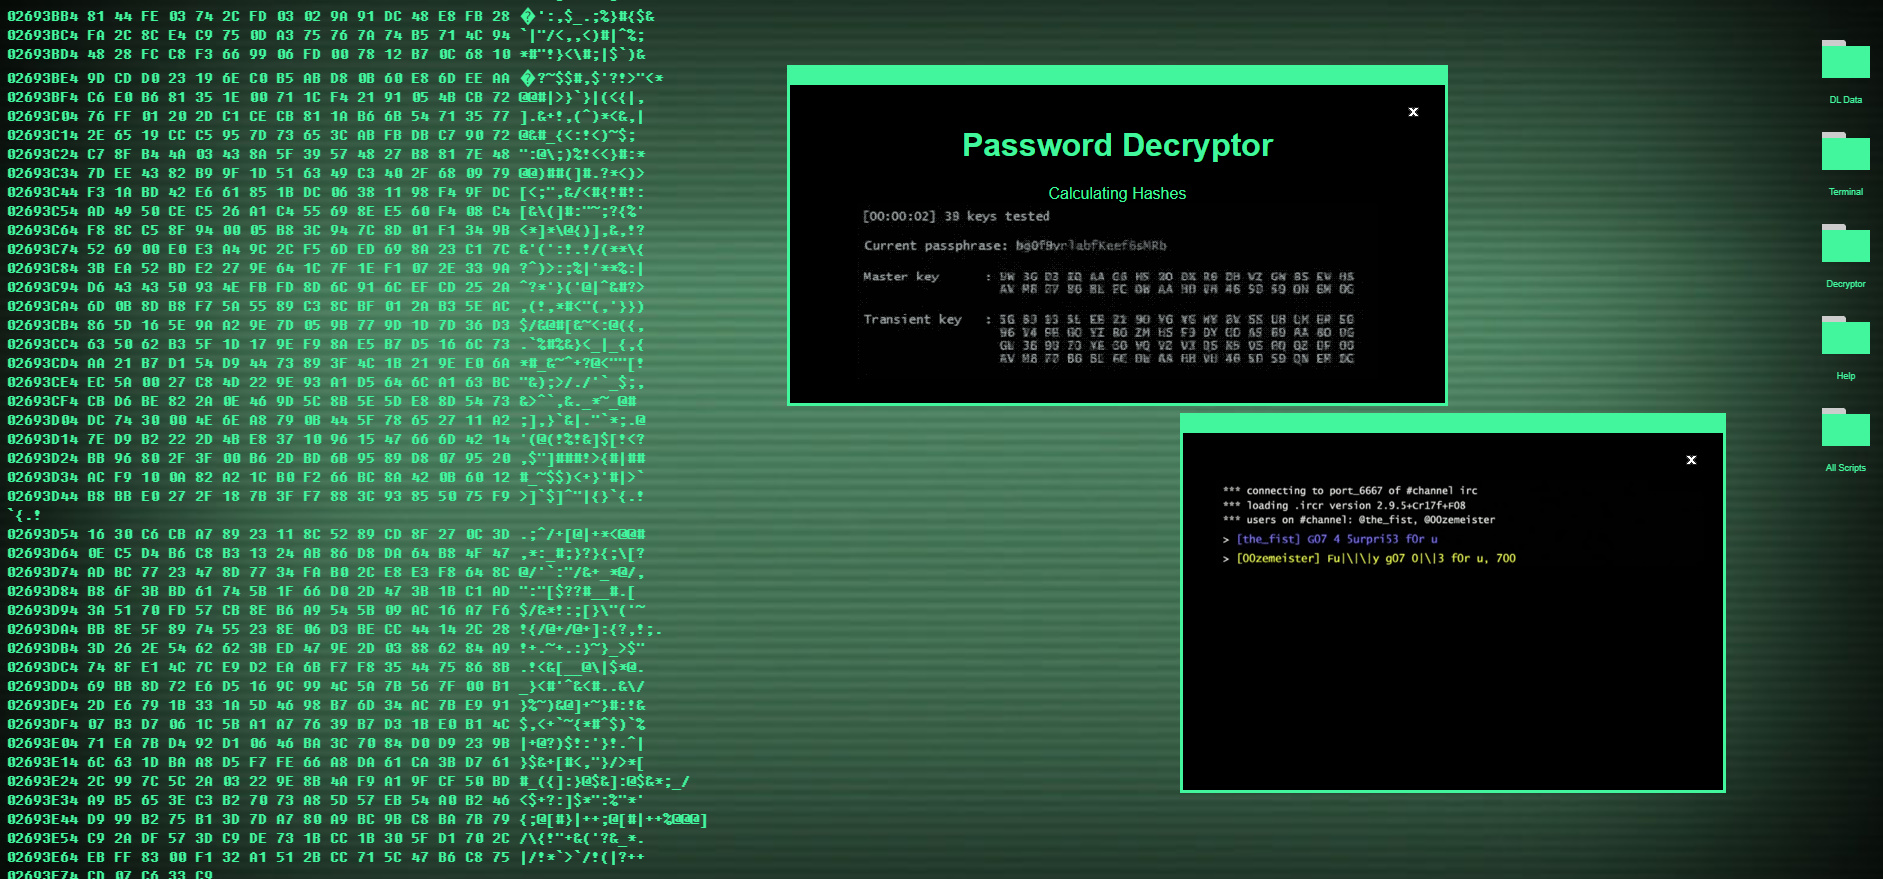 02693BB4 81 44 FE 03 74 2C FD 03 02 9A 91 DC 48 E8 FB 28 �':,$_.;%}#{$&
02693BC4 FA 2C 8C E4 C9 75 0D A3 75 76 7A 74 B5 71 4C 94 `|"/<,,<)#|^%;
02693BD4 48 28 FC C8 F3 66 99 06 FD 00 78 12 B7 0C 68 10 *#"!}<\#;|$`)&
02693BE4 9D CD D0 23 19 6E C0 B5 AB D8 0B 60 E8 6D EE AA �?~$$#,$'?!>"<*
02693BF4 C6 E0 B6 81 35 1E 00 71 1C F4 21 91 05 4B CB 72 @@#|>}`}|(<{|,
02693C04 76 FF 01 20 2D C1 CE CB 81 1A B6 6B 54 71 35 77 ].&+!,(^)*<&,|
02693C14 2E 65 19 CC C5 95 7D 73 65 3C AB FB DB C7 90 72 @&#_{<:!<)~$;
02693C24 C7 8F B4 4A 03 43 8A 5F 39 57 48 27 B8 81 7E 48 ":@\;)%!<<}#:*
02693C34 7D EE 43 82 B9 9F 1D 51 63 49 C3 40 2F 68 09 79 @@)##(]#.?*<)>
02693C44 F3 1A BD 42 E6 61 85 1B DC 06 38 11 98 F4 9F DC [<;",&/<#{!#!:
02693C54 AD 49 50 CE C5 26 A1 C4 55 69 8E E5 60 F4 08 C4 [&\(]#:"~;?{%'
02693C64 F8 8C C5 8F 94 00 05 B8 3C 94 7C 8D 01 F1 34 9B <*]*\@{)],&,!?
02693C74 52 69 00 E0 E3 A4 9C 2C F5 6D ED 69 8A 23 C1 7C &'(':!.!/(**\{
02693C84 3B EA 52 BD E2 27 9E 64 1C 7F 1E F1 07 2E 33 9A ?^)>:;%|'**%:|
02693C94 D6 43 43 50 93 4E FB FD 8D 6C 91 6C EF CD 25 2A ^?*'}('@|^&#?>
02693CA4 6D 0B 8D B8 F7 5A 55 89 C3 8C BF 01 2A B3 5E AC ,(!,*#<"(,'}})
02693CB4 86 5D 16 5E 9A A2 9E 7D 05 9B 77 9D 1D 7D 36 D3 $/&@#[&~<:@({,
02693CC4 63 50 62 B3 5F 1D 17 9E F9 8A E5 B7 D5 16 6C 73 .`%#%&}<_|_{,{
02693CD4 AA 21 B7 D1 54 D9 44 73 89 3F 4C 1B 21 9E E0 6A *#_&~^+?@<""[!
02693CE4 EC 5A 00 27 C8 4D 22 9E 93 A1 D5 64 6C A1 63 BC "&);>/./'`_$;,
02693CF4 CB D6 BE 82 2A 0E 46 9D 5C 8B 5E 5D E8 8D 54 73 &>^`,&._*~_@#
02693D04 DC 74 30 00 4E 6E A8 79 0B 44 5F 78 65 27 11 A2 ;],}`&|."`*;.@
02693D14 7E D9 B2 22 2D 4B E8 37 10 96 15 47 66 6D 42 14 '(@(!%!&]$[!<?
02693D24 BB 96 80 2F 3F 00 B6 2D BD 6B 95 89 D8 07 95 20 ,$"]###!>{#|##
02693D34 AC F9 10 0A 82 A2 1C B0 F2 66 BC 8A 42 0B 60 12 #_~$$)<+}'#|>`
02693D44 B8 BB E0 27 2F 18 7B 3F F7 88 3C 93 85 50 75 F9 >]`$]^"|{}`{.!
`{.!
02693D54 16 30 C6 CB A7 89 23 11 8C 52 89 CD 8F 27 0C 3D .;^/+[@|+*<@@#
02693D64 0E C5 D4 B6 C8 B3 13 24 AB 86 D8 DA 64 B8 4F 47 ,*:_#;}?}{;\[?
02693D74 AD BC 77 23 47 8D 77 34 FA B0 2C E8 E3 F8 64 8C @/'`:"/&+_*@/,
02693D84 B8 6F 3B BD 61 74 5B 1F 66 D0 2D 47 3B 1B C1 AD ":"[$??#__#.[
02693D94 3A 51 70 FD 57 CB 8E B6 A9 54 5B 09 AC 16 A7 F6 $/&*!:;[}\"('~
02693DA4 BB 8E 5F 89 74 55 23 8E 06 D3 BE CC 44 14 2C 28 !{/@+/@+]:{?,!;.
02693DB4 3D 26 2E 54 62 62 3B ED 47 9E 2D 03 88 62 84 A9 !+.~+.:}~}_>$"
02693DC4 74 8F E1 4C 7C E9 D2 EA 6B F7 F8 35 44 75 86 8B .!<&[__@\|$*@.
02693DD4 69 BB 8D 72 E6 D5 16 9C 99 4C 5A 7B 56 7F 00 B1 _}<#'^&<#..&\/
02693DE4 2D E6 79 1B 33 1A 5D 46 98 B7 6D 34 AC 7B E9 91 }%~)&@]+~}#:!&
02693DF4 07 B3 D7 06 1C 5B A1 A7 76 39 B7 D3 1B E0 B1 4C $,<+`~{*#^$)`%
02693E04 71 EA 7B D4 92 D1 06 46 BA 3C 70 84 D0 D9 23 9B |+@?)$!:'}!.^|
02693E14 6C 63 1D BA A8 D5 F7 FE 66 A8 DA 61 CA 3B D7 61 }$&+[#<,"}/>*[
02693E24 2C 99 7C 5C 2A 03 22 9E 8B 4A F9 A1 9F CF 50 BD #_({]:}@$&]:@$&*;_/
02693E34 A9 B5 65 3E C3 B2 70 73 A8 5D 57 EB 54 A0 B2 46 <$+?:]$*":%"*'
02693E44 D9 99 B2 75 B1 3D 7D A7 80 A9 BC 9B C8 BA 7B 79 {;@[#}|++;@[#|++%@@@]
02693E54 C9 2A DF 57 3D C9 DE 73 1B CC 1B 30 5F D1 70 2C /\{!"+&('?&_*.
02693E64 EB FF 83 00 F1 32 A1 51 2B CC 71 5C 47 B6 C8 75 |/!*`>`/!(|?++
02693E74 CD 07 C6 33 C9
x
Password Decryptor
Calculating Hashes
[00:00:02] 39 keys tested
Current passphrase:
Master key :
Transient key :
x
*** connecting to port_6667 of #channel irc
*** loading .ircr version 2.9.5+Cr17f+F08
*** users on #channel: @the_fist, @00zemeister
> [the_fist] G07 4 5urpri53 f0r u
> [00zemeister] Fu|\|\|y g07 0|\|3 f0r u, 700
DL Data
Terminal
Decryptor
Help
All Scripts